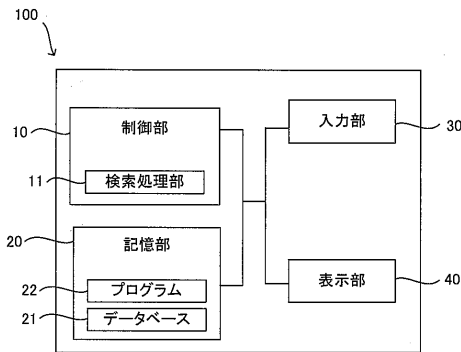 100
10
制御部
11
検索処理部
20
記憶部
22
プログラム
21
データベース
入力部
30
表示部
40